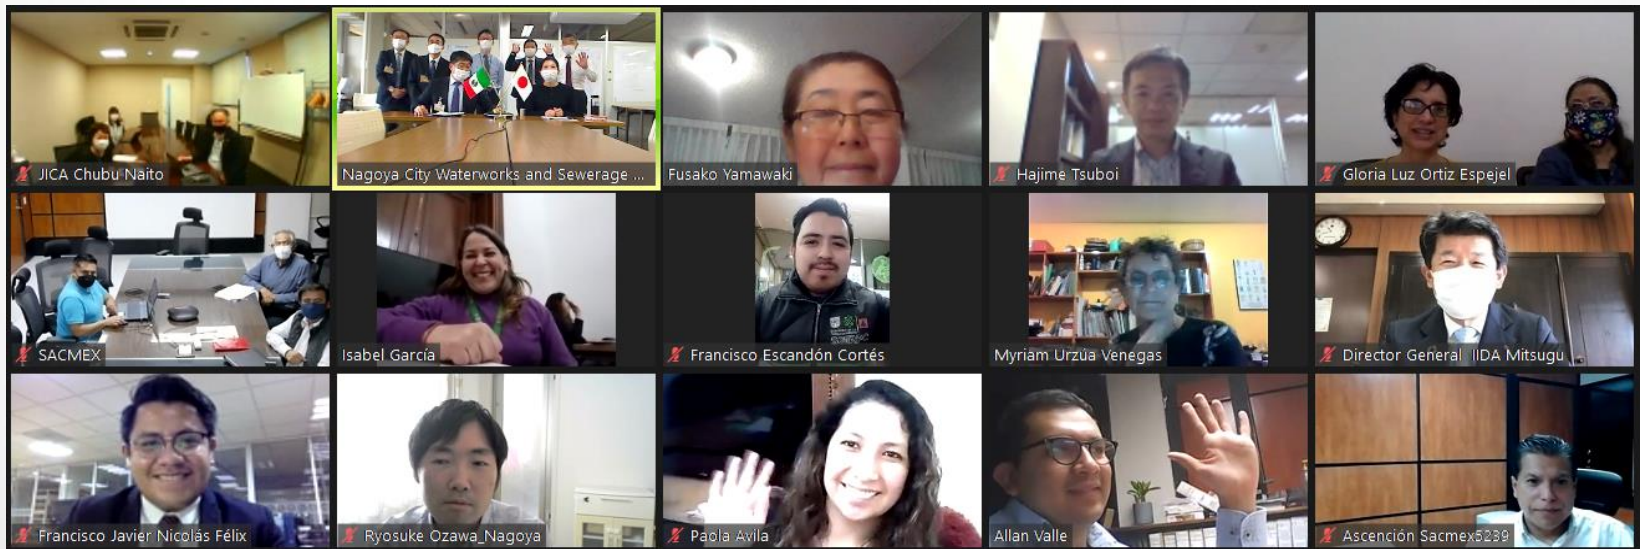 JICA Chubu Naito
Nagoya City Waterworks and Sewerage ...
Fusako Yamawaki
Hajime Tsuboi
Gloria Luz Ortiz Espejel
SACMEX
Isabel García
Francisco Escandón Cortés
Myriam Urzúa Venegas
Director General IIDA Mitsugu
Francisco Javier Nicolás Félix
Ryosuke Ozawa_Nagoya
Paola Avila
Allan Valle
Ascención Sacmex5239